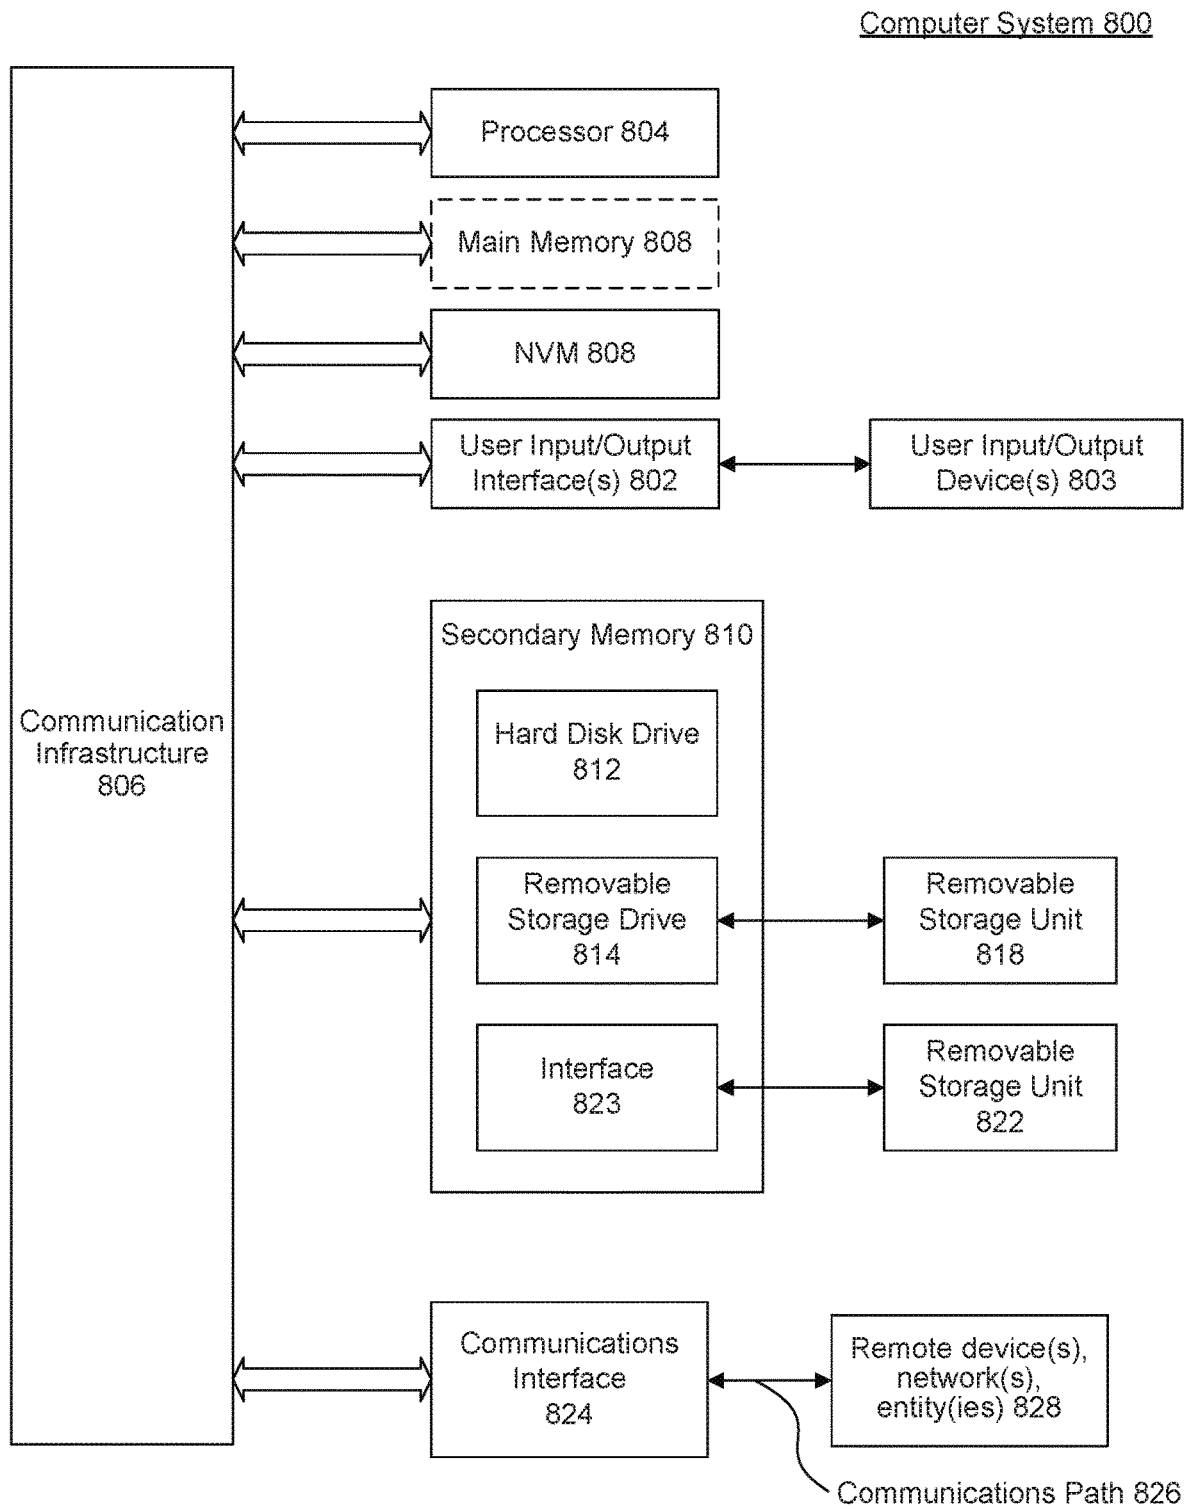 Computer System 800
Processor 804
Main Memory 808
NVM 808
User Input/Output
Interface(s) 802
User Input/Output
Device(s) 803
Communication
Infrastructure
806
Secondary Memory 810
Hard Disk Drive
812
Removable
Storage Drive
814
Removable
Storage Unit
818
Interface
823
Removable
Storage Unit
822
Communications
Interface
824
Remote device(s),
network(s),
entity(ies) 828
Communications Path 826